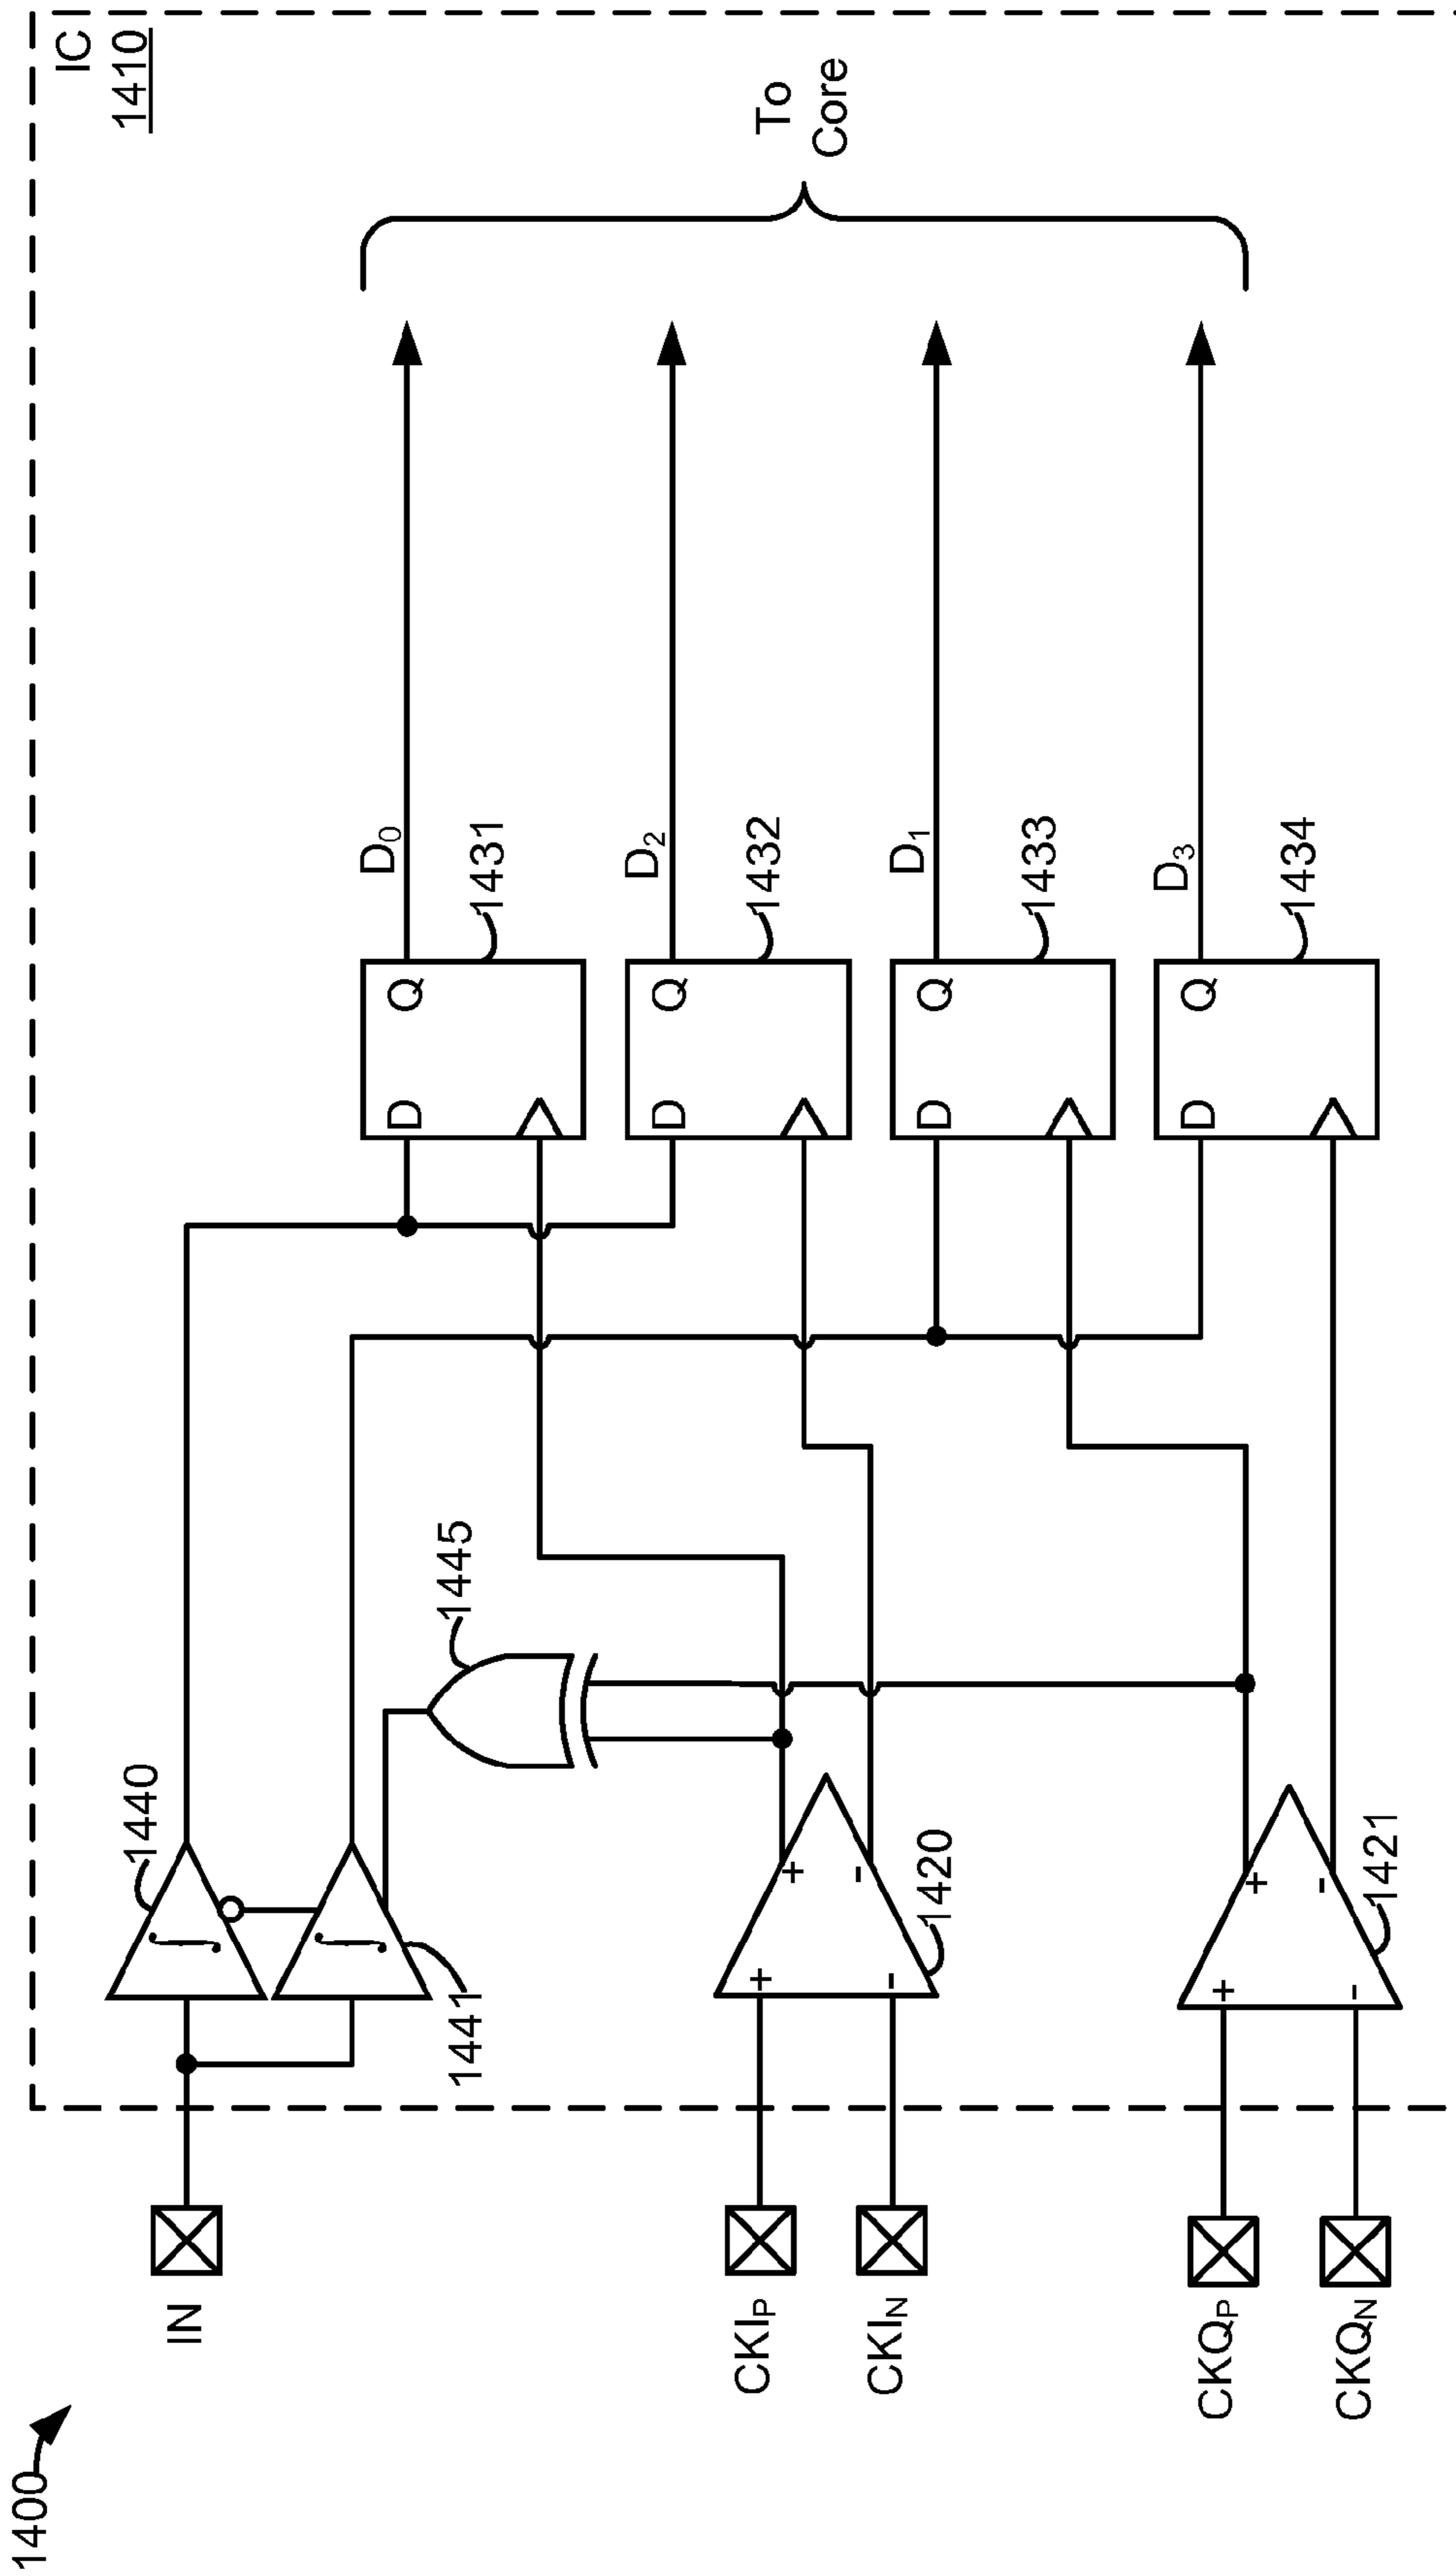 1400
IC
1410
IN
1440
1441
1445
CKIP
CKIN
+
-
+
-
1420
CKQP
CKQN
+
-
+
-
1421
D
Q
D0
1431
D
Q
D2
1432
D
Q
D1
1433
D
Q
D3
1434
To
Core